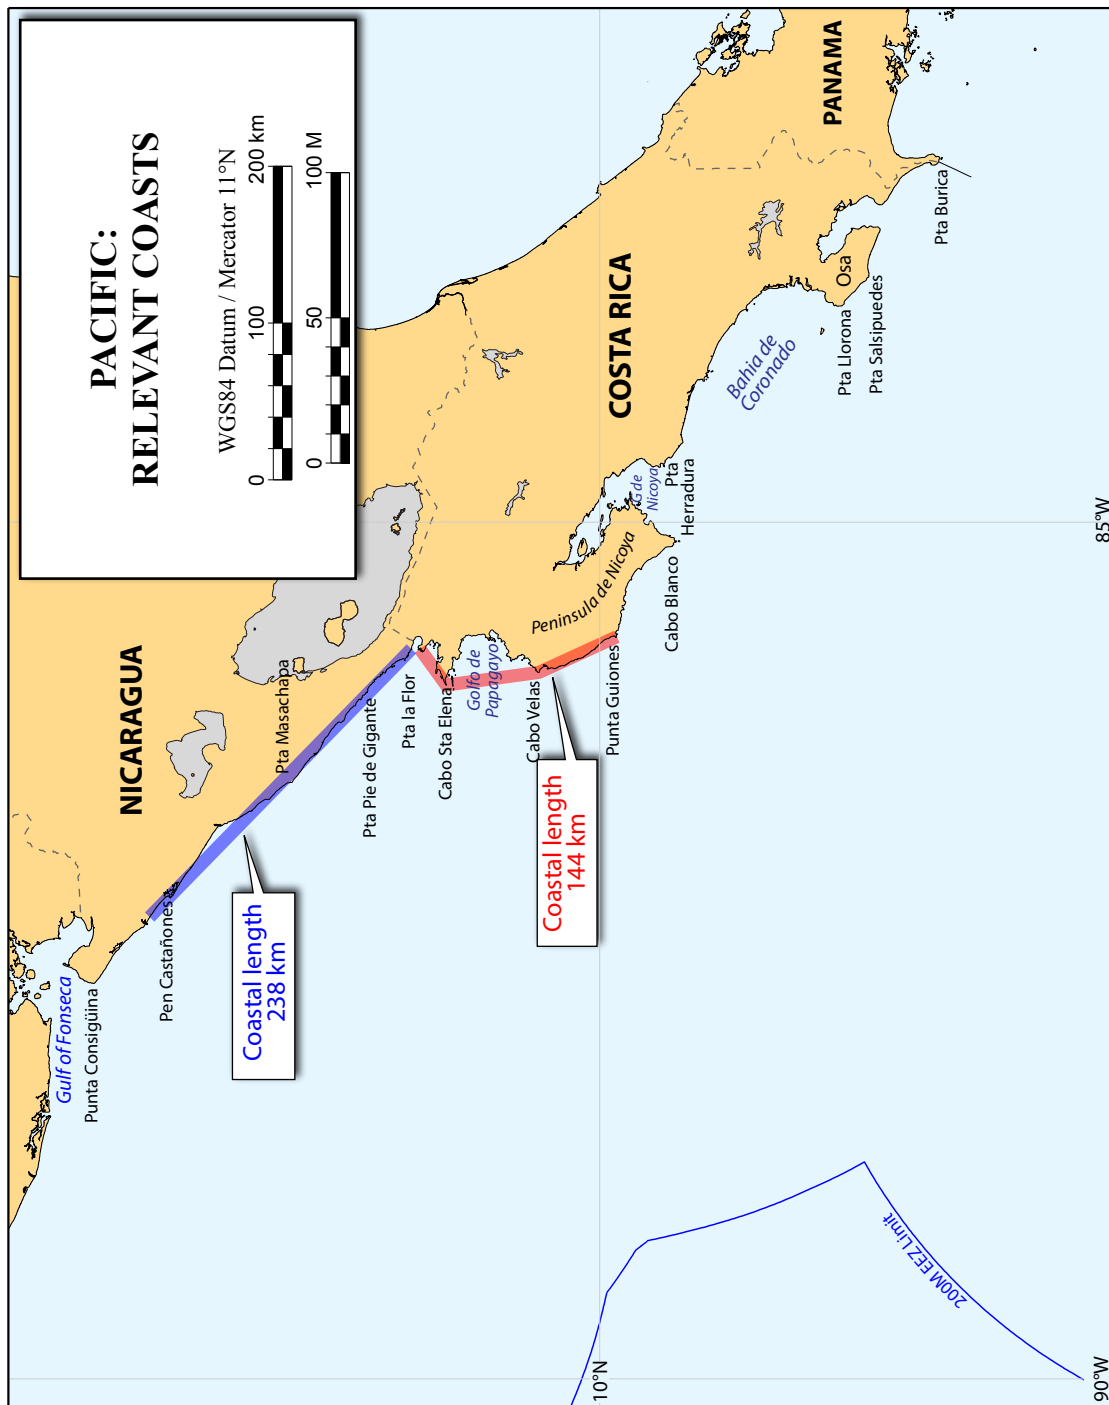 PACIFIC:
RELEVANT COASTS
WGS84 Datum / Mercator 11°N
0 100 200 km
0 50 100 M
NICARAGUA
COSTA RICA
PANAMA
Gulf of Fonseca
Punta Consigüina
Pen Castañones
Coastal length
238 km
Pta Masachapa
Pta Pie de Gigante
Pta la Flor
Cabo Sta Elena
Golfo de
Papagayo
Cabo Velas
Coastal length
144 km
Punta Guiones
Peninsula de Nicoya
Cabo Blanco
G de
Nicoya
Pta
Herradura
Bahia de
Coronado
Pta Llorona
Osa
Pta Salsipuedes
Pta Burica
200M EEZ Limit
10°N
90°W
85°W